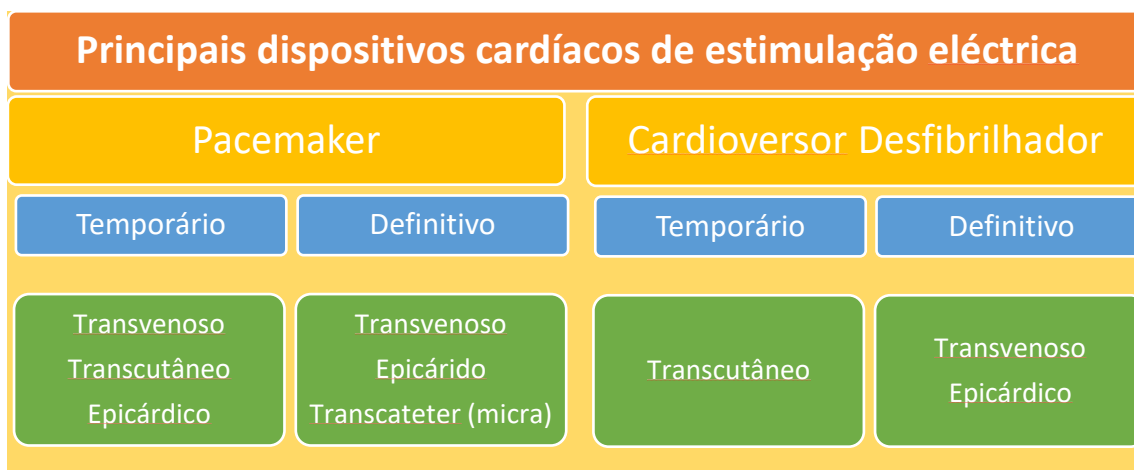 Principais dispositivos cardíacos de estimulação eléctrica
Pacemaker
Cardioversor Desfibrilhador
Temporário
Definitivo
Temporário
Definitivo
Transvenoso
Transcutâneo
Epicárdico
Transvenoso
Epicárido
Transcateter (micra)
Transcutâneo
Transvenoso
Epicárdico